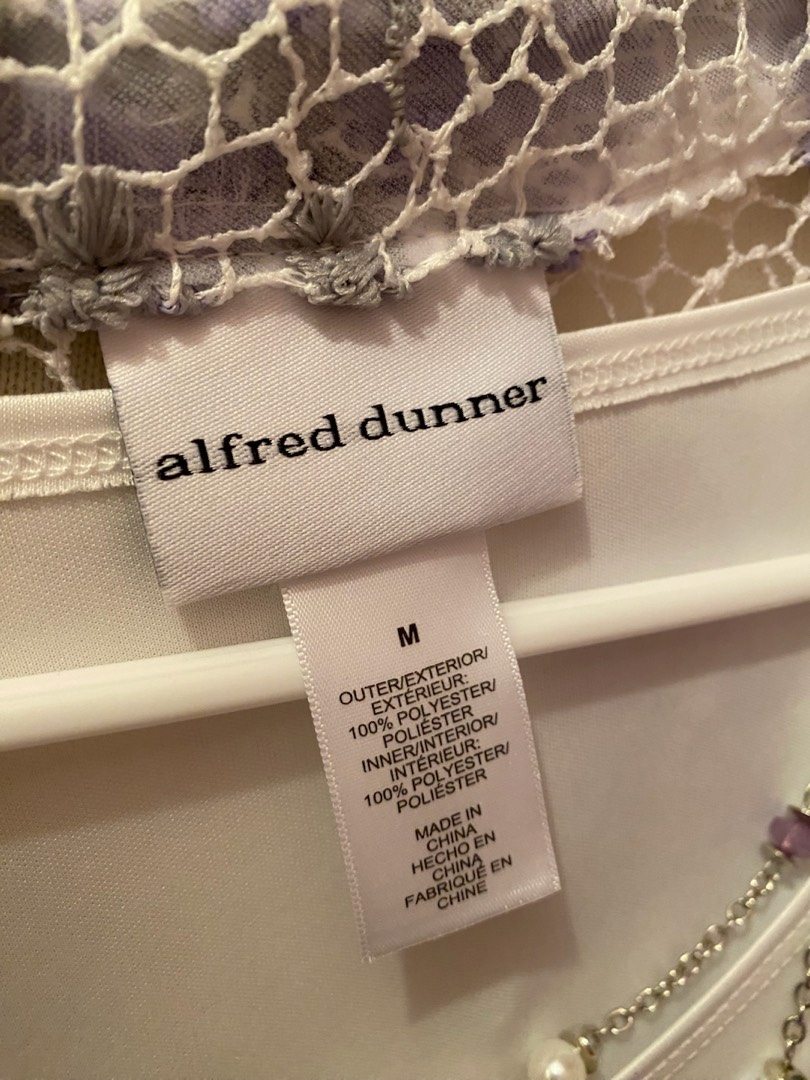 alfred dunner
M
OUTER/EXTERIOR/
EXTÉRIEUR:
100% POLYESTER/
POLIÉSTER
INNER/INTERIOR/
INTÉRIEUR:
100% POLYESTER/
POLIÉSTER
MADE IN
CHINA
HECHO EN
CHINA
FABRIQUÉ EN
CHINE